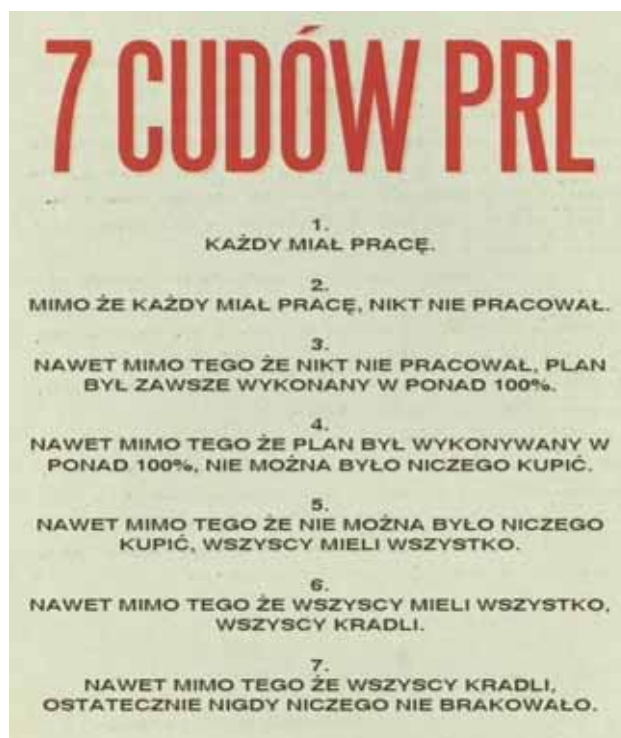 7 CUDÓW PRL
1.
KAŻDY MIAŁ PRACĘ.
2.
MIMO ŻE KAŻDY MIAŁ PRACĘ, NIKT NIE PRACOWAŁ.
3.
NAWET MIMO TEGO ŻE NIKT NIE PRACOWAŁ, PLAN
BYŁ ZAWSZE WYKONANY W PONAD 100%.
4.
NAWET MIMO TEGO ŻE PLAN BYŁ WYKONYWANY W
PONAD 100%, NIE MOŻNA BYŁO NICZEGO KUPIĆ.
5.
NAWET MIMO TEGO ŻE NIE MOŻNA BYŁO NICZEGO
KUPIĆ, WSZYSCY MIELI WSZYSTKO.
6.
NAWET MIMO TEGO ŻE WSZYSCY MIELI WSZYSTKO,
WSZYSCY KRADLI.
7.
NAWET MIMO TEGO ŻE WSZYSCY KRADLI,
OSTATECZNIE NIGDY NICZEGO NIE BRAKOWAŁO.